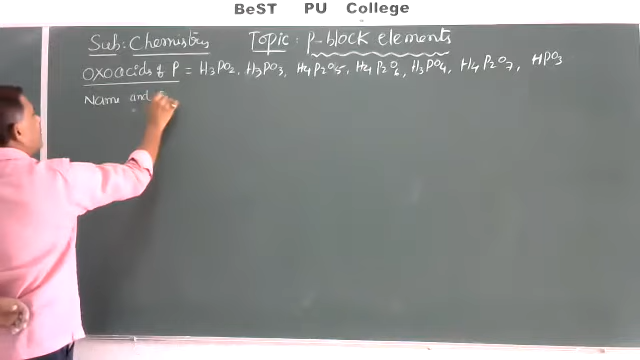 BeST PU College
Sub: Chemistry Topic: P-block elements
Oxoacids of P = H3PO2, H3PO3, H4P2O5, H4P2O6, H3PO4, H4P2O7, HPO3
Name and